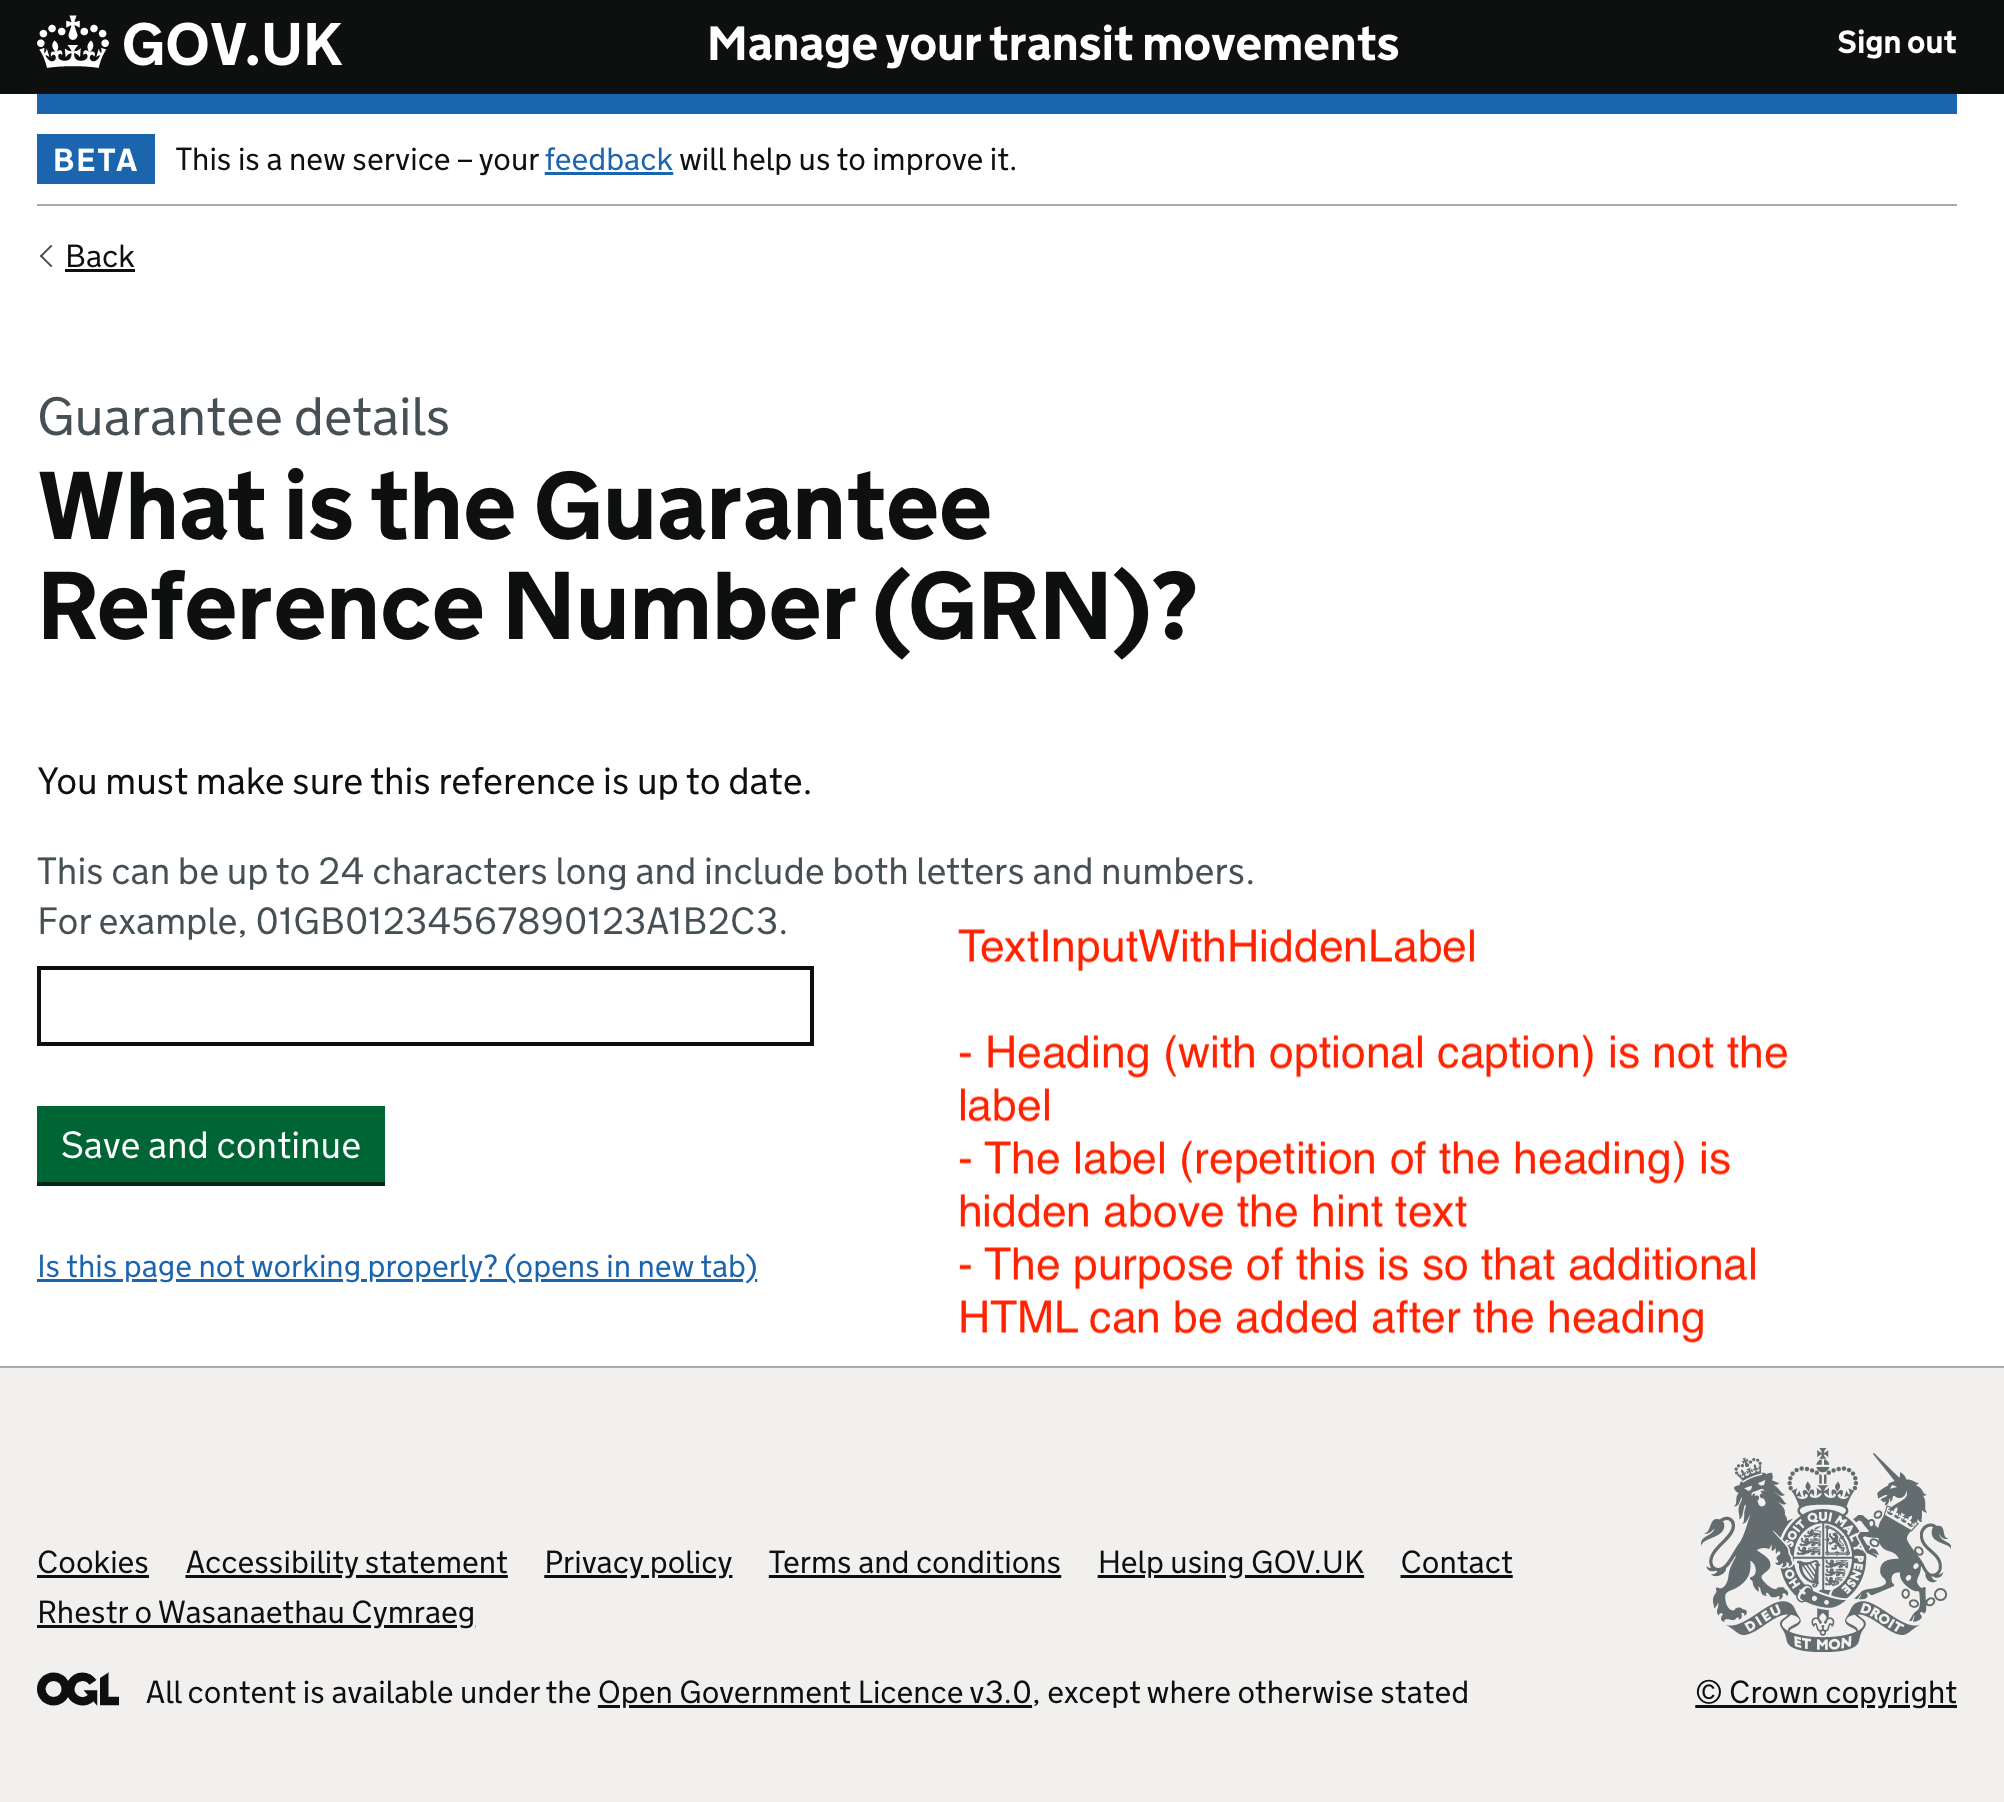 GOV.UK
Manage your transit movements
Sign out
BETA
This is a new service – your feedback will help us to improve it.
Back
Guarantee details
What is the Guarantee
Reference Number (GRN)?
You must make sure this reference is up to date.
This can be up to 24 characters long and include both letters and numbers.
For example, 01GB01234567890123A1B2C3.
TextInputWithHiddenLabel
- Heading (with optional caption) is not the
label
- The label (repetition of the heading) is
hidden above the hint text
- The purpose of this is so that additional
HTML can be added after the heading
Save and continue
Is this page not working properly? (opens in new tab)
Cookies
Accessibility statement
Privacy policy
Terms and conditions
Help using GOV.UK
Contact
Rhestr o Wasanaethau Cymraeg
OGL
All content is available under the Open Government Licence v3.0, except where otherwise stated
SOIT QUI MAL
PENSE
HON
DIEU
ET MON
DROIT
© Crown copyright